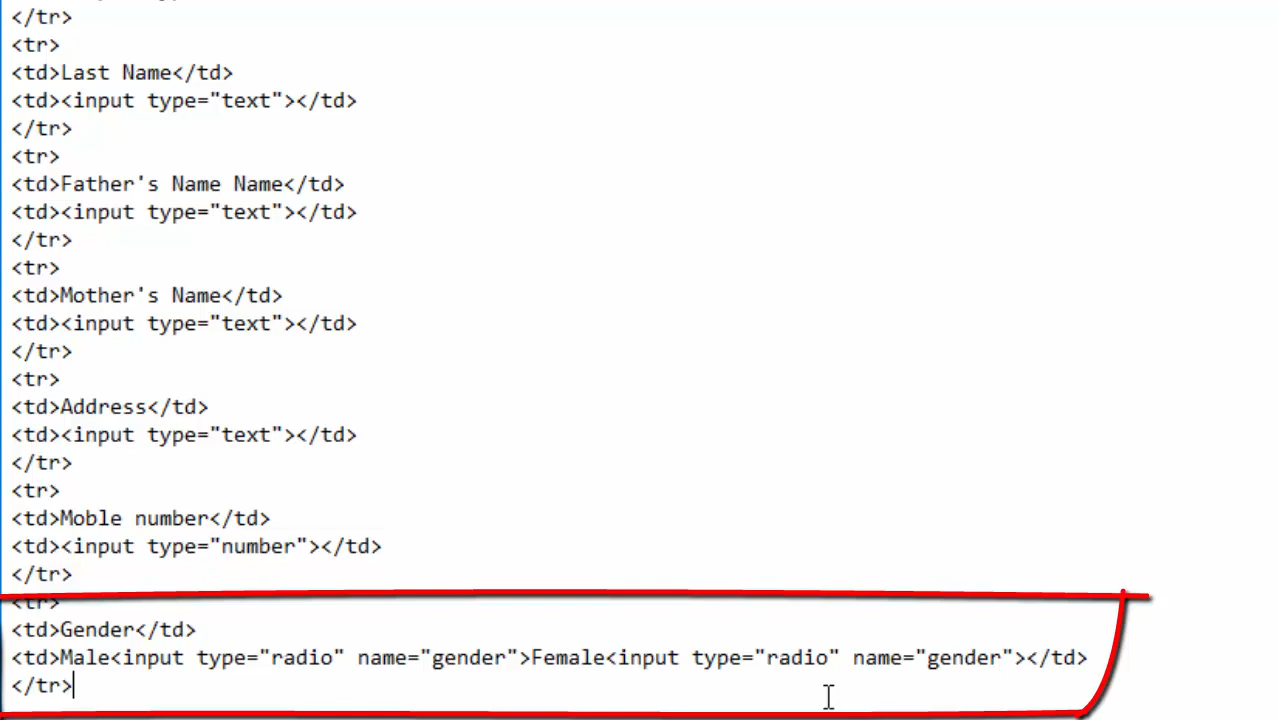 </tr>
<tr>
<td>Last Name</td>
<td><input type="text"></td>
</tr>
<tr>
<td>Father's Name Name</td>
<td><input type="text"></td>
</tr>
<tr>
<td>Mother's Name</td>
<td><input type="text"></td>
</tr>
<tr>
<td>Address</td>
<td><input type="text"></td>
</tr>
<tr>
<td>Moble number</td>
<td><input type="number"></td>
</tr>
<tr>
<td>Gender</td>
<td>Male<input type="radio" name="gender">Female<input type="radio" name="gender"></td>
</tr>